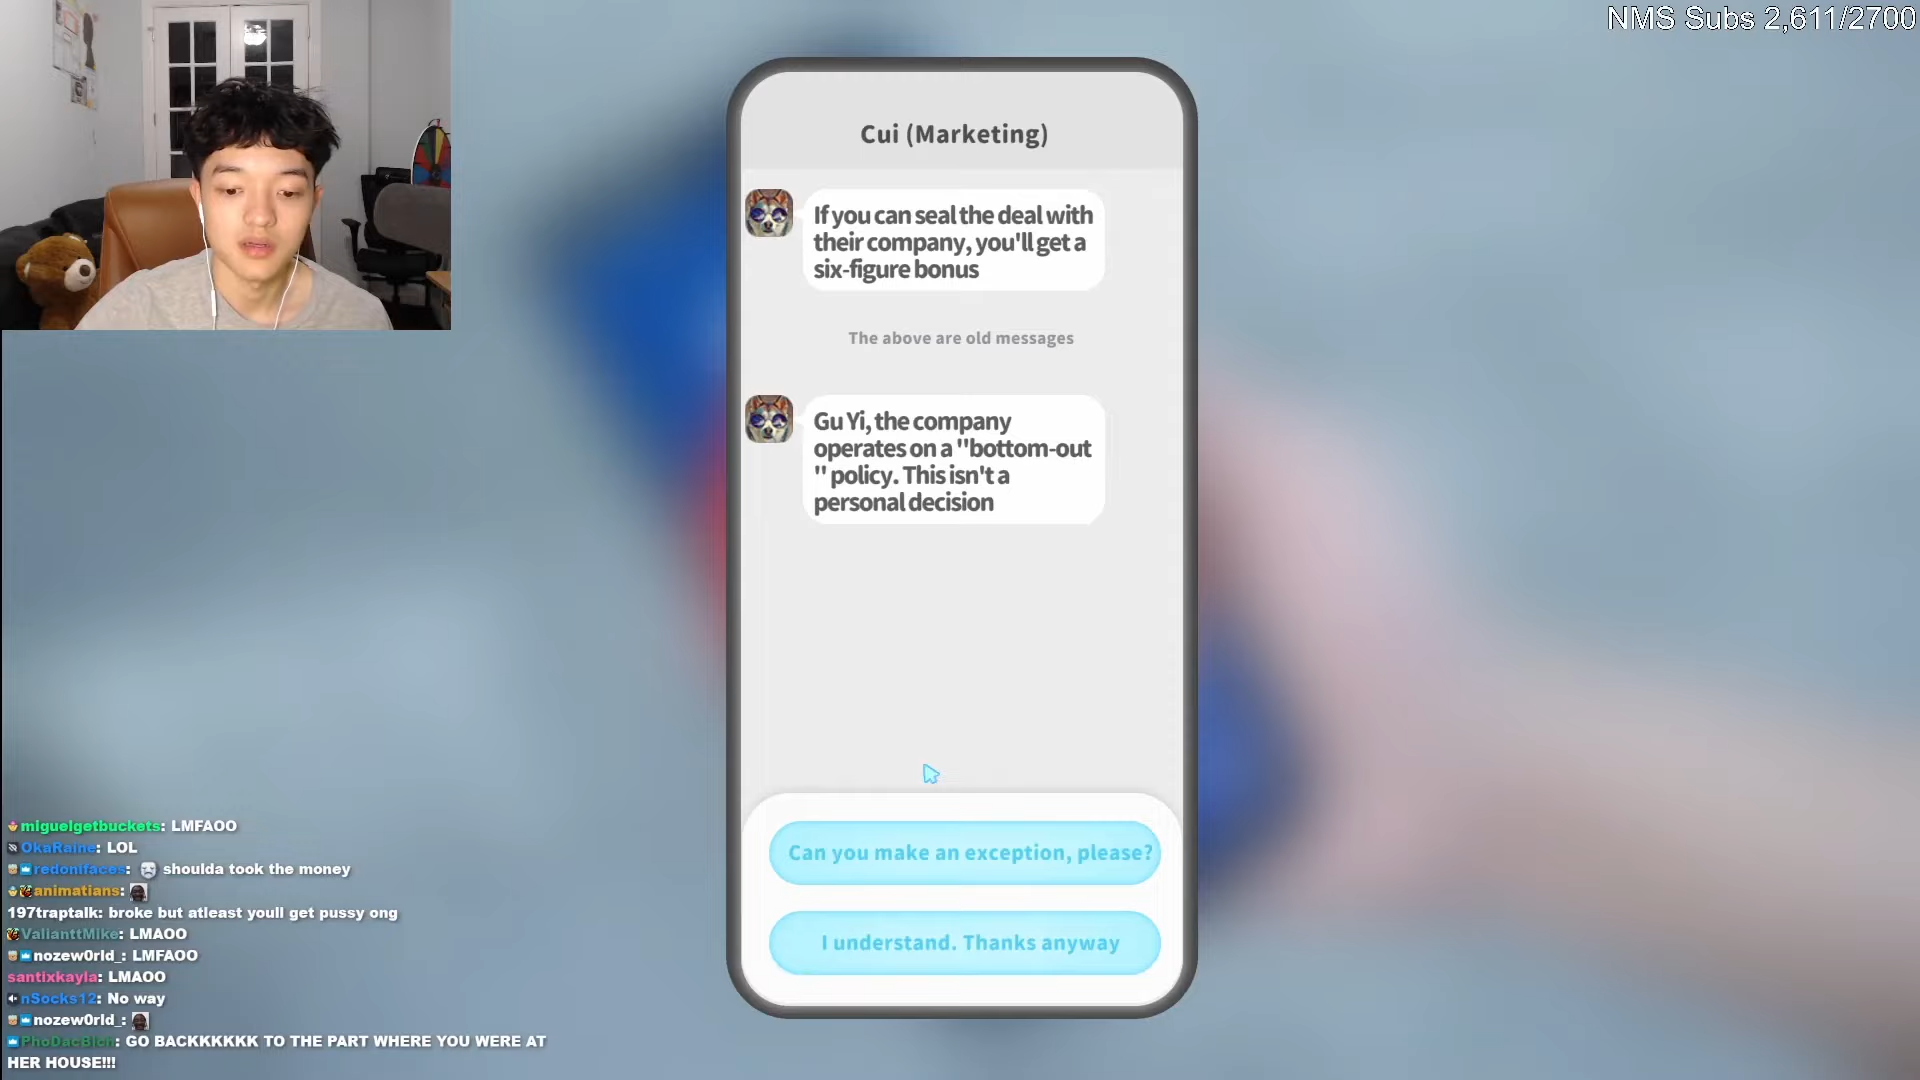 NMS Subs 2,611/2700
Cui (Marketing)
If you can seal the deal with
their company, you'll get a
six-figure bonus
The above are old messages
Gu Yi, the company
operates on a "bottom-out
" policy. This isn't a
personal decision
Can you make an exception, please?
I understand. Thanks anyway
miguelgetbuckets: LMFAOO
OkaRaine: LOL
redonifaces: shoulda took the money
animatians:
197traptalk: broke but atleast youll get pussy ong
ValianttMike: LMAOO
nozew0rld_: LMFAOO
santixkayla: LMAOO
nSocks12: No way
nozew0rld_:
PhoDacBich: GO BACKKKKKK TO THE PART WHERE YOU WERE AT
HER HOUSE!!!